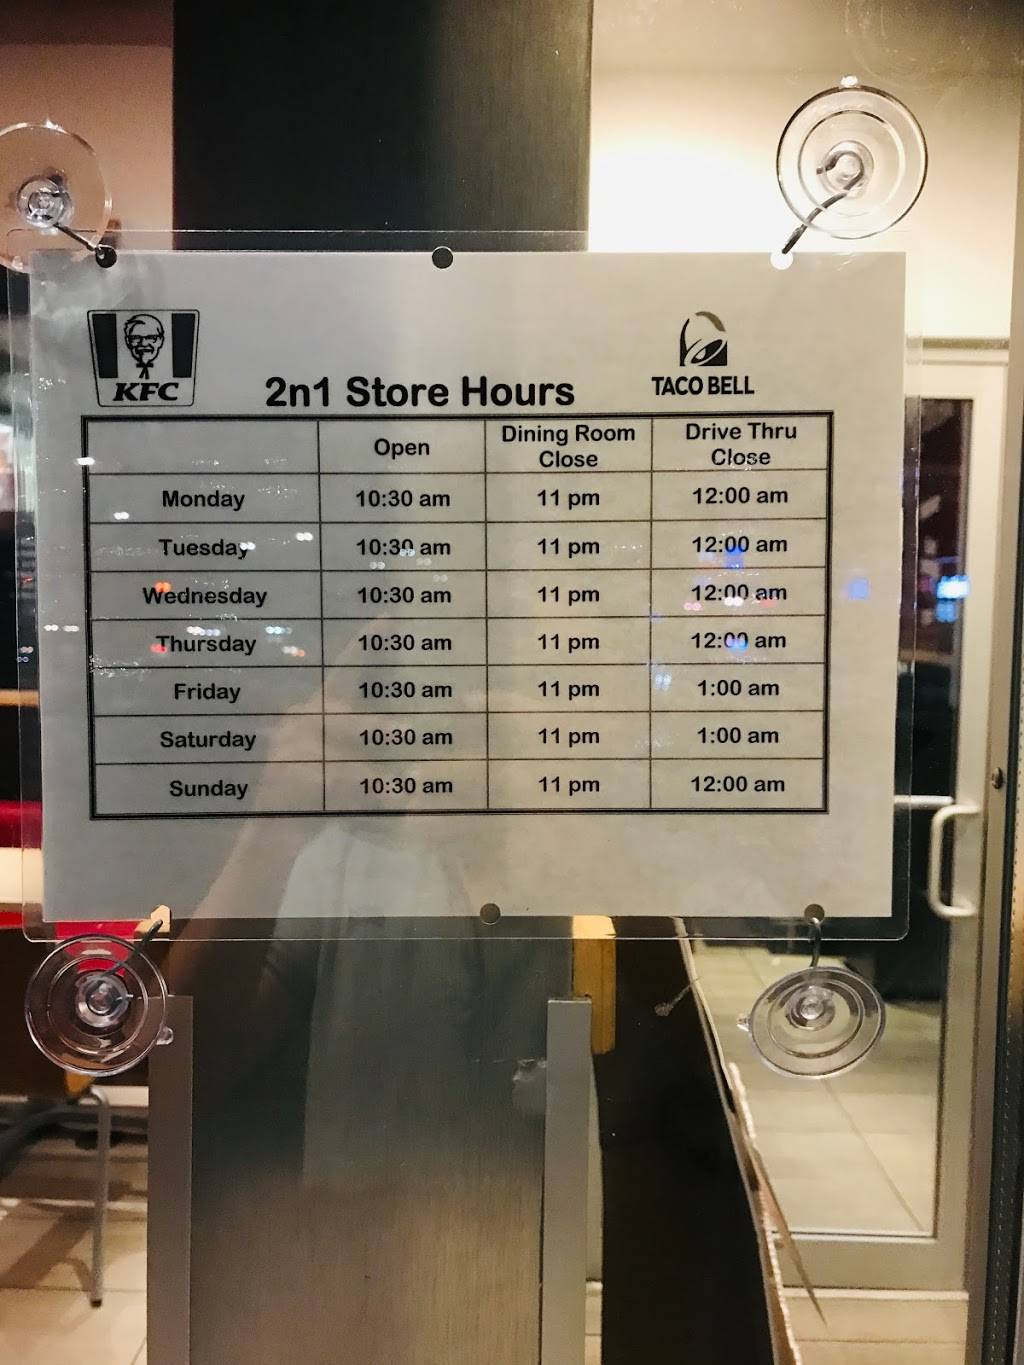 KFC
TACO BELL
2n1 Store Hours
Open Dining Room Close Drive Thru Close
Monday 10:30 am 11 pm 12:00 am
Tuesday 10:30 am 11 pm 12:00 am
Wednesday 10:30 am 11 pm 12:00 am
Thursday 10:30 am 11 pm 12:00 am
Friday 10:30 am 11 pm 1:00 am
Saturday 10:30 am 11 pm 1:00 am
Sunday 10:30 am 11 pm 12:00 am